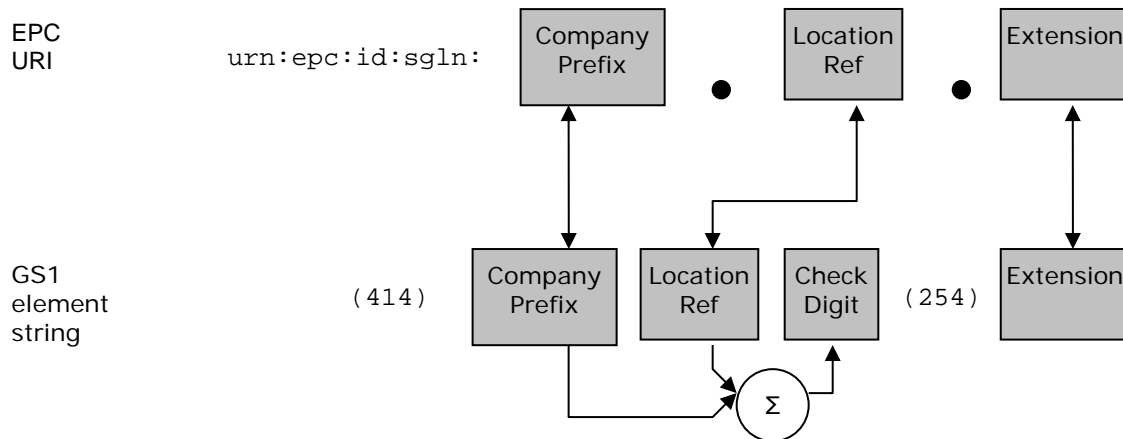 EPC
URI
urn:epc:id:sgln:
Company
Prefix
Location
Ref
Extension
GS1
element
string
(414)
Company
Prefix
Location
Ref
Check
Digit
(254)
Extension
Σ